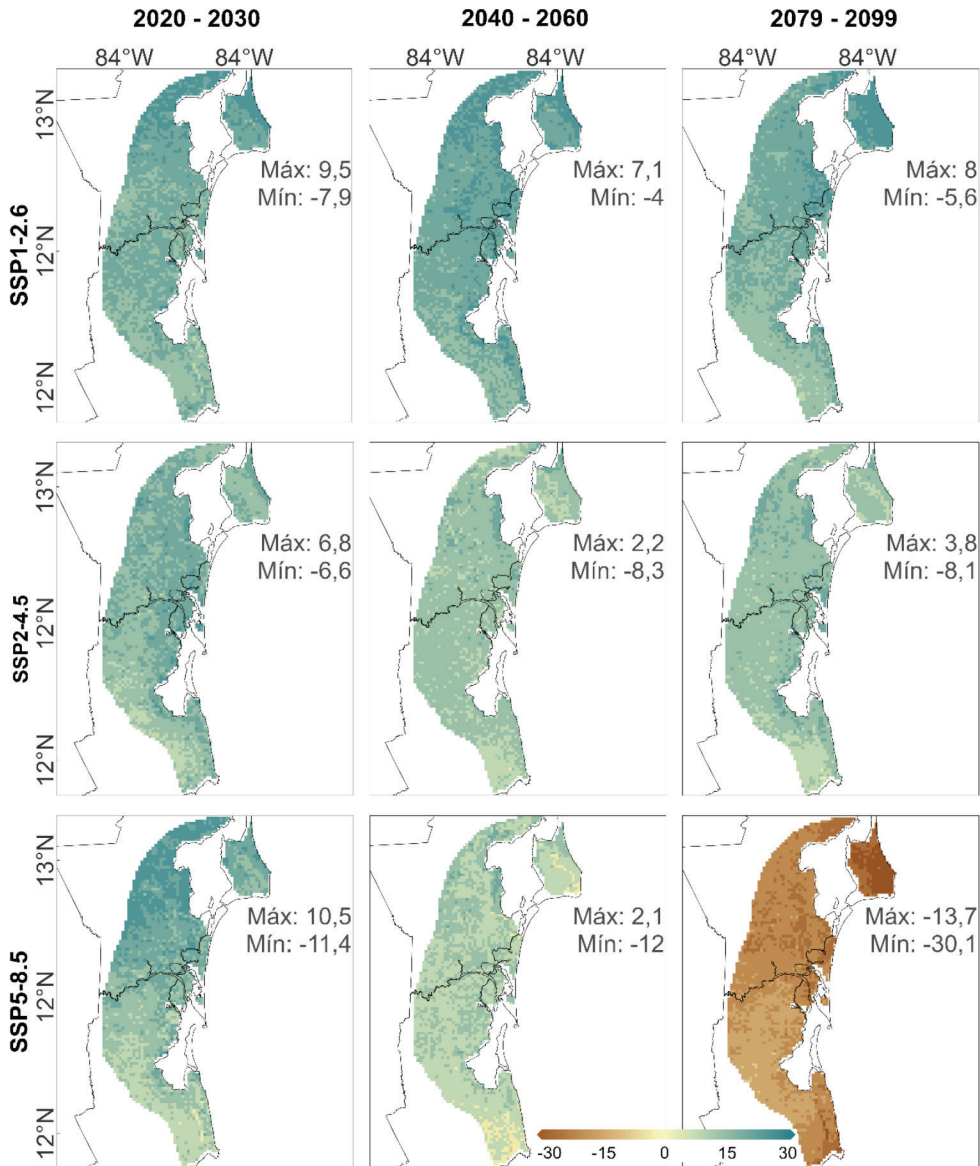 2020 - 2030 2040 - 2060 2079 - 2099
84°W 84°W 84°W 84°W 84°W
SSP1-2.6
13°N
12°N
12°N
Máx: 9,5
Mín: -7,9
Máx: 7,1
Mín: -4
Máx: 8
Mín: -5,6
SSP2-4.5
13°N
12°N
12°N
Máx: 6,8
Mín: -6,6
Máx: 2,2
Mín: -8,3
Máx: 3,8
Mín: -8,1
SSP5-8.5
13°N
12°N
12°N
Máx: 10,5
Mín: -11,4
Máx: 2,1
Mín: -12
Máx: -13,7
Mín: -30,1
-30 -15 0 15 30